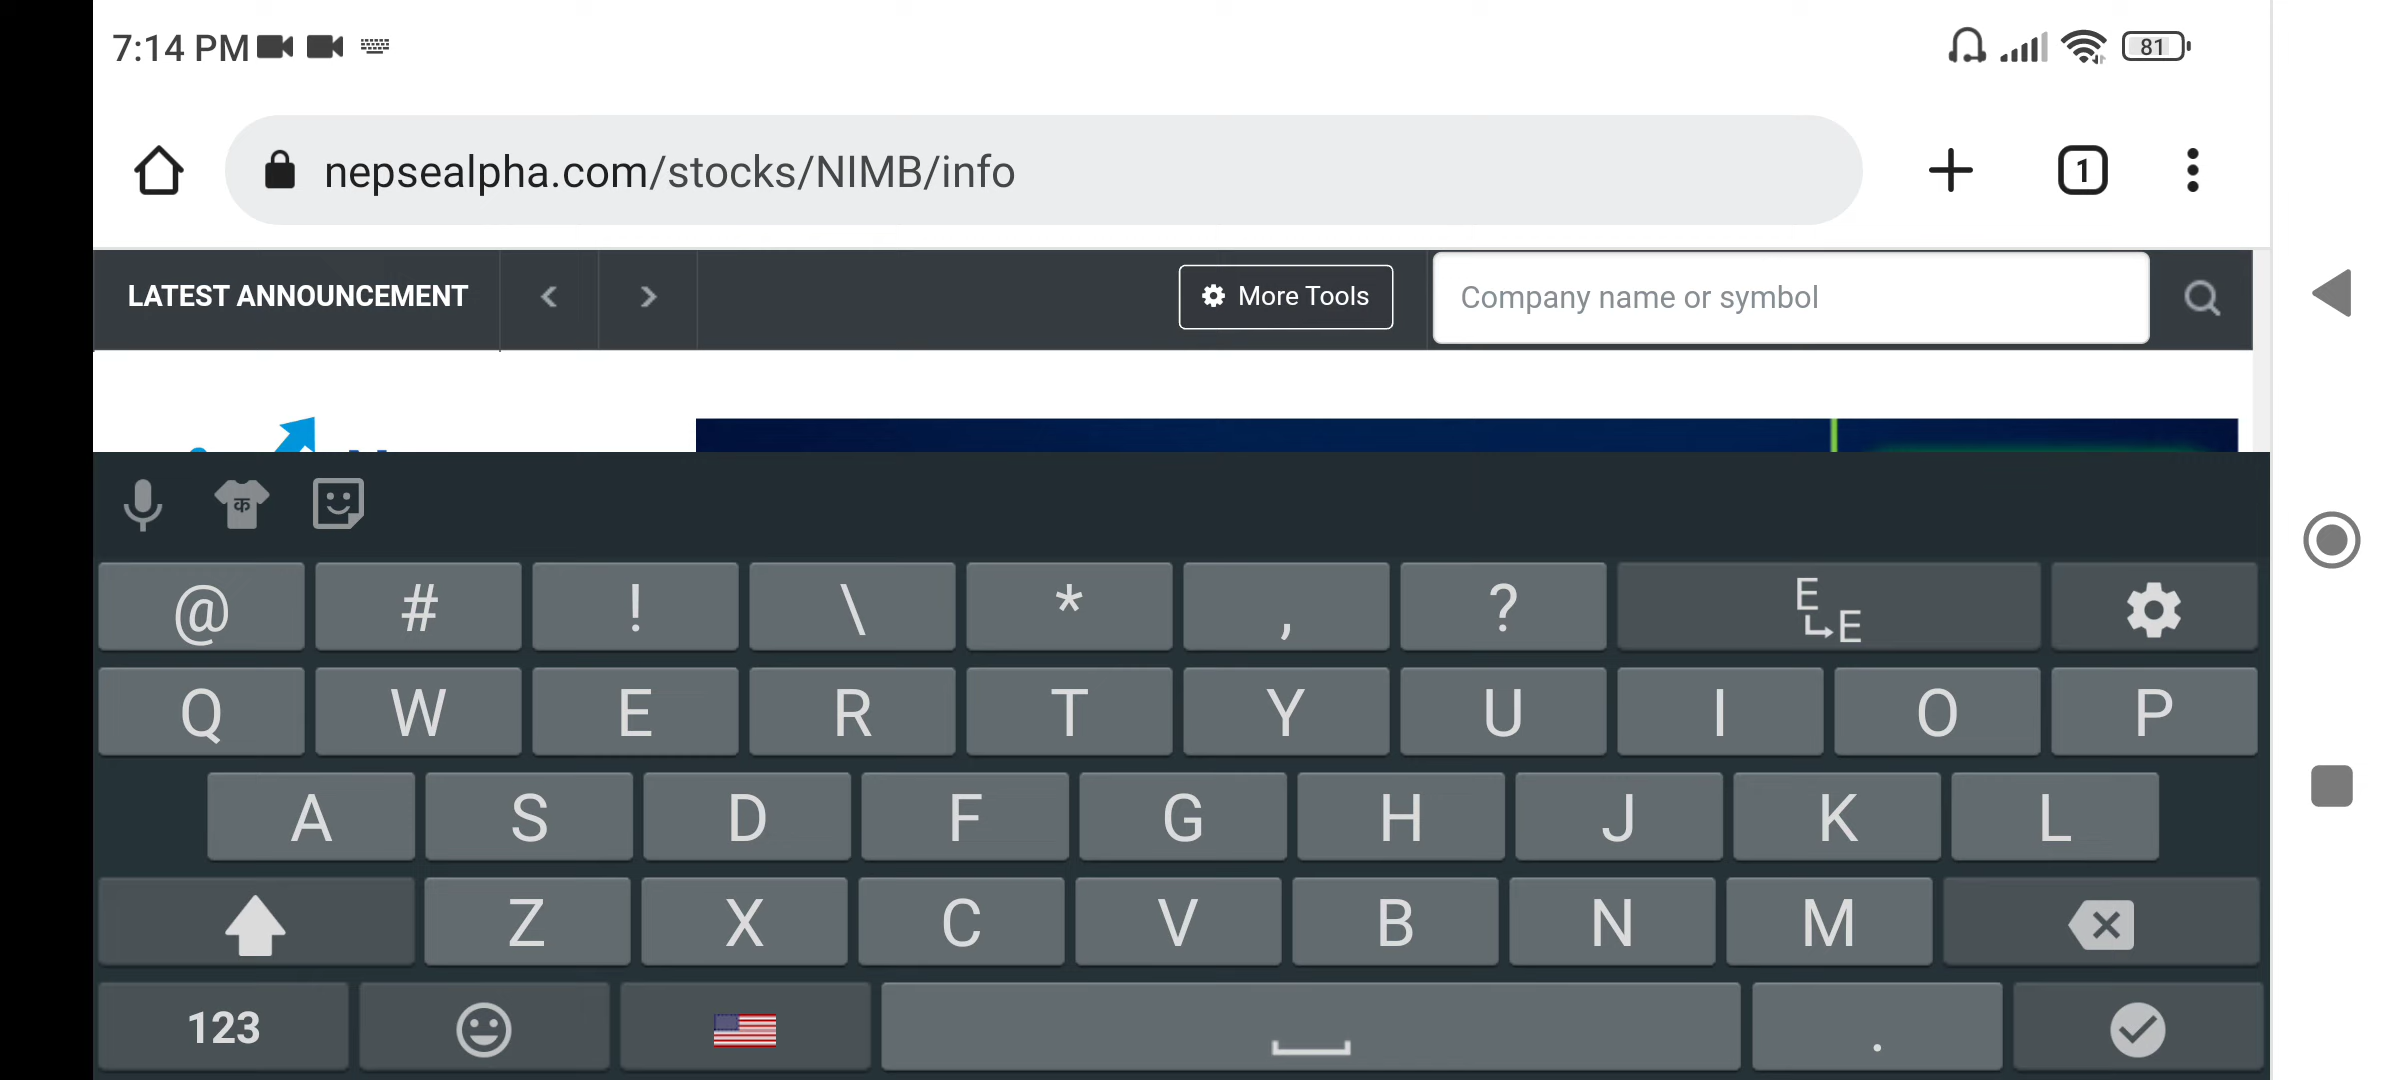 7:14 PM
81
nepsealpha.com/stocks/NIMB/info
1
LATEST ANNOUNCEMENT
More Tools
Company name or symbol
क
@ # ! \ * , ? E E
Q W E R T Y U I O P
A S D F G H J K L
Z X C V B N M
123 .